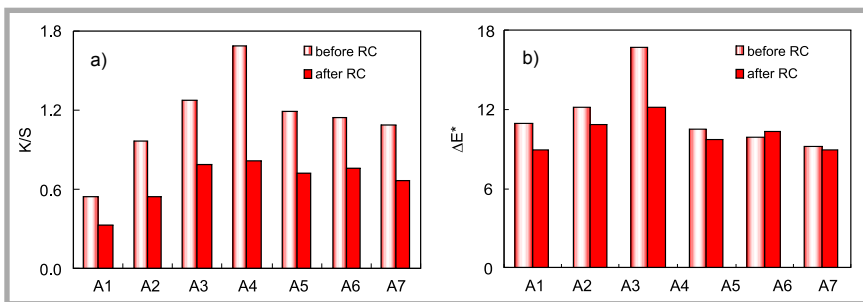 a)
before RC
after RC
K/S
1.8
1.2
0.6
0.0
A1 A2 A3 A4 A5 A6 A7
b)
before RC
after RC
ΔE*
18
12
6
0
A1 A2 A3 A4 A5 A6 A7